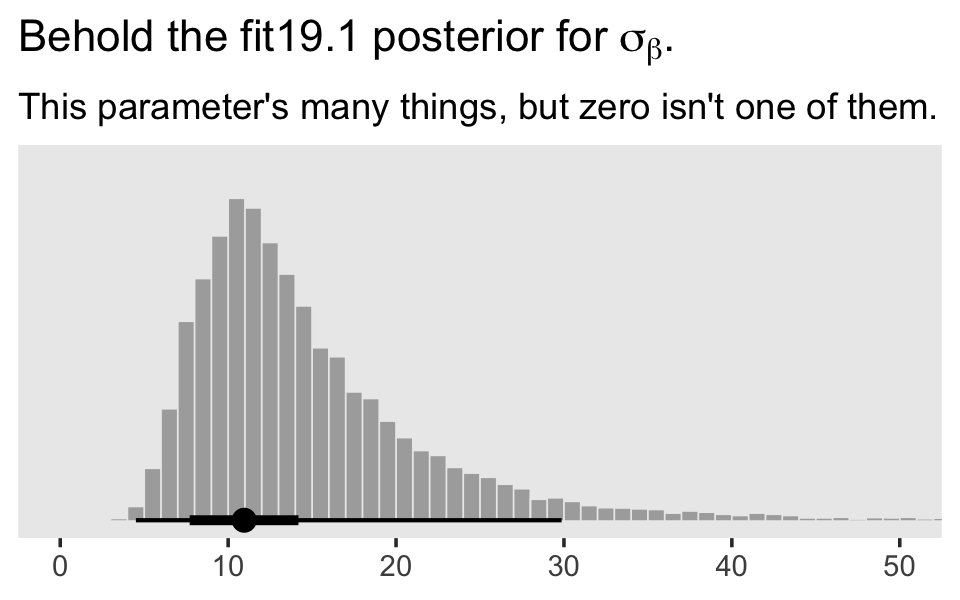 Behold the fit19.1 posterior for σβ.
This parameter's many things, but zero isn't one of them.
0 10 20 30 40 50